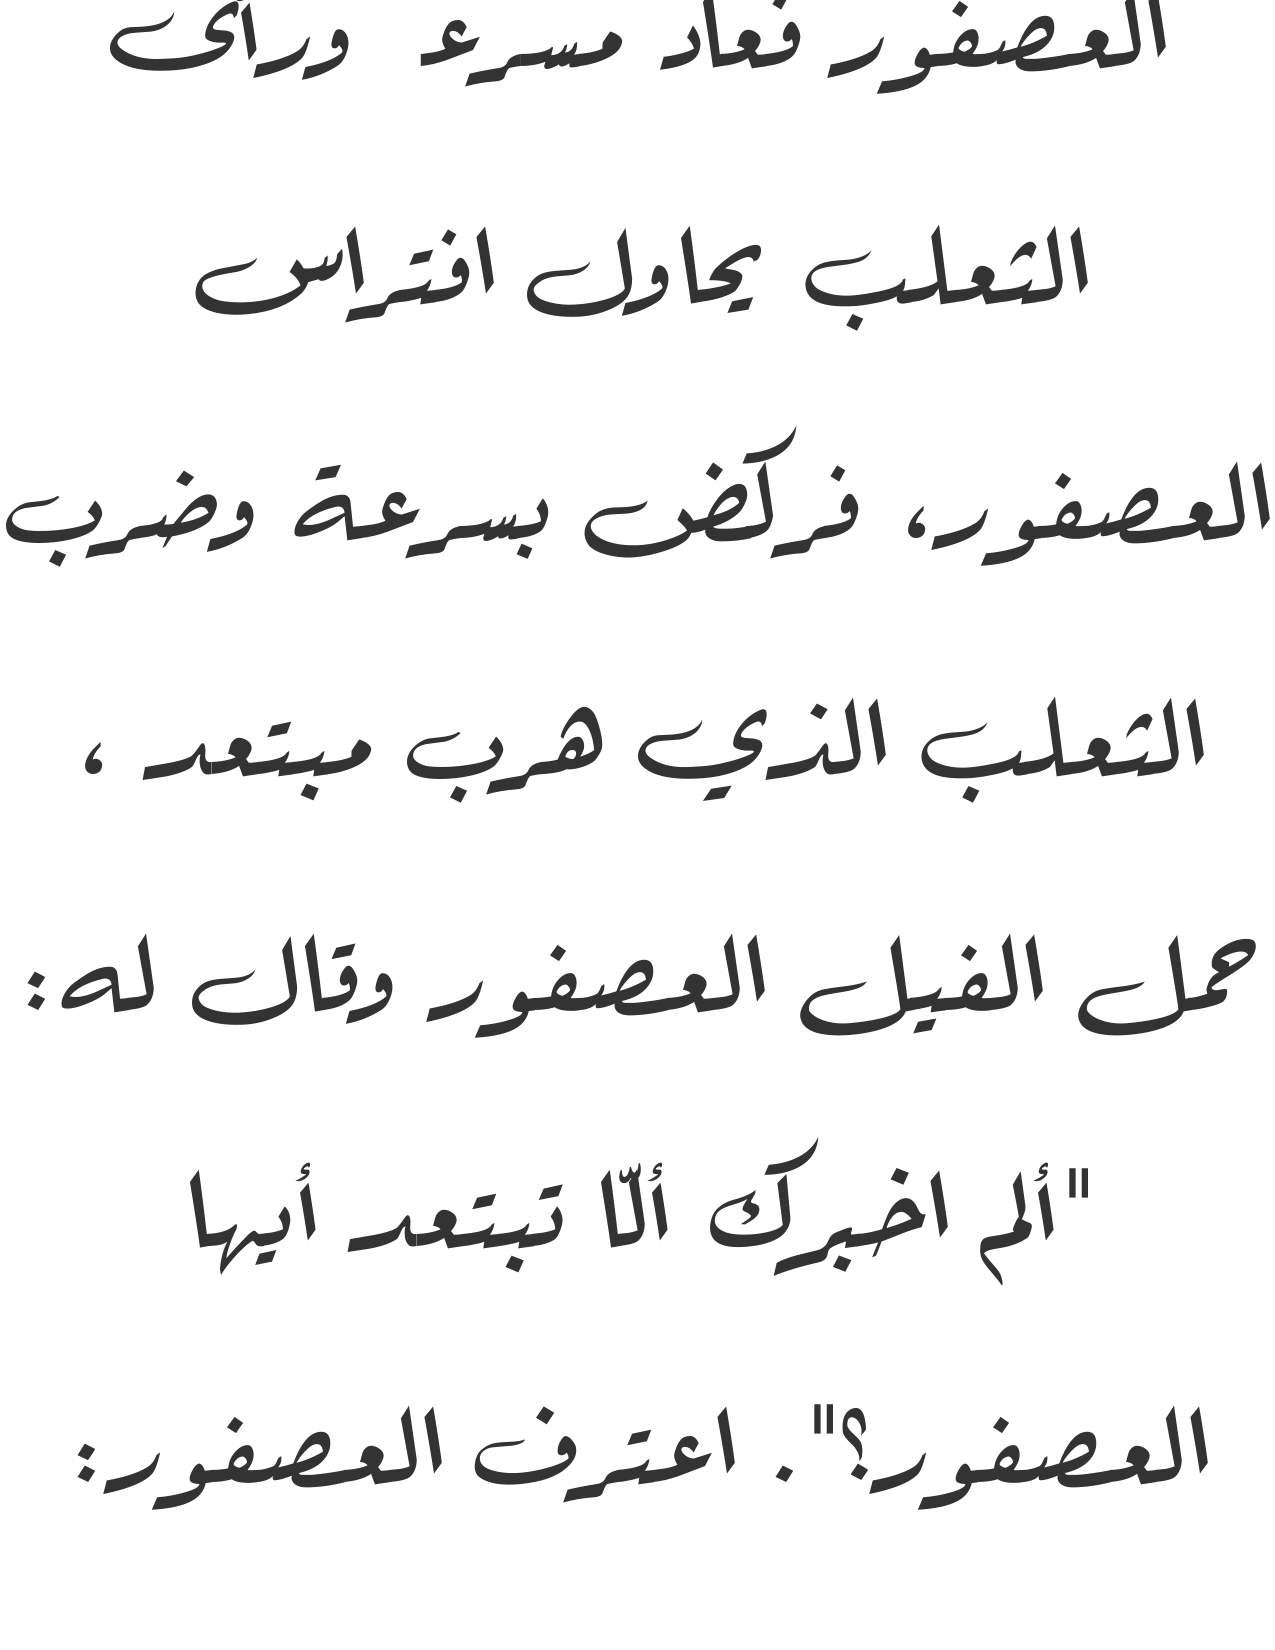 العصفور فعاد مسرع ورأى
الثعلب يحاول افتراس
العصفور، فركض بسرعة وضرب
الثعلب الذي هرب مبتعد ،
حمل الفيل العصفور وقال له:
"ألم اخبرك ألّا تبتعد أيها
العصفور؟". اعترف العصفور: